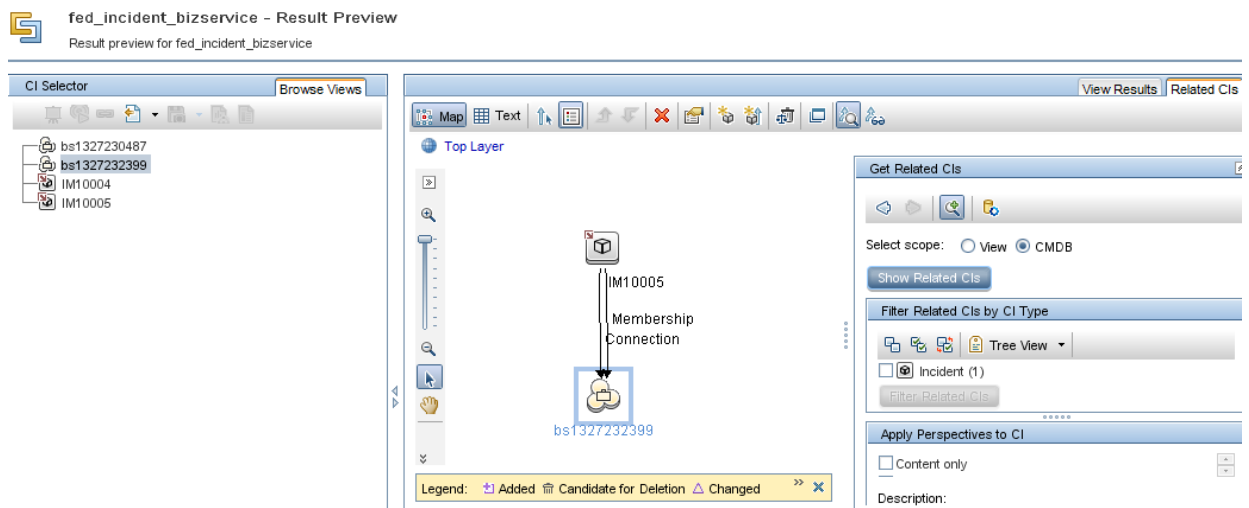 fed_incident_bizservice - Result Preview
Result preview for fed_incident_bizservice
CI Selector
Browse Views
bs1327230487
bs1327232399
IM10004
IM10005
View Results
Related CIs
Map
Text
Top Layer
IM10005
Membership
Connection
bs1327232399
Legend: Added Candidate for Deletion Changed
Get Related CIs
Select scope: View CMDB
Show Related CIs
Filter Related CIs by CI Type
Tree View
Incident (1)
Filter Related CIs
Apply Perspectives to CI
Content only
Description: